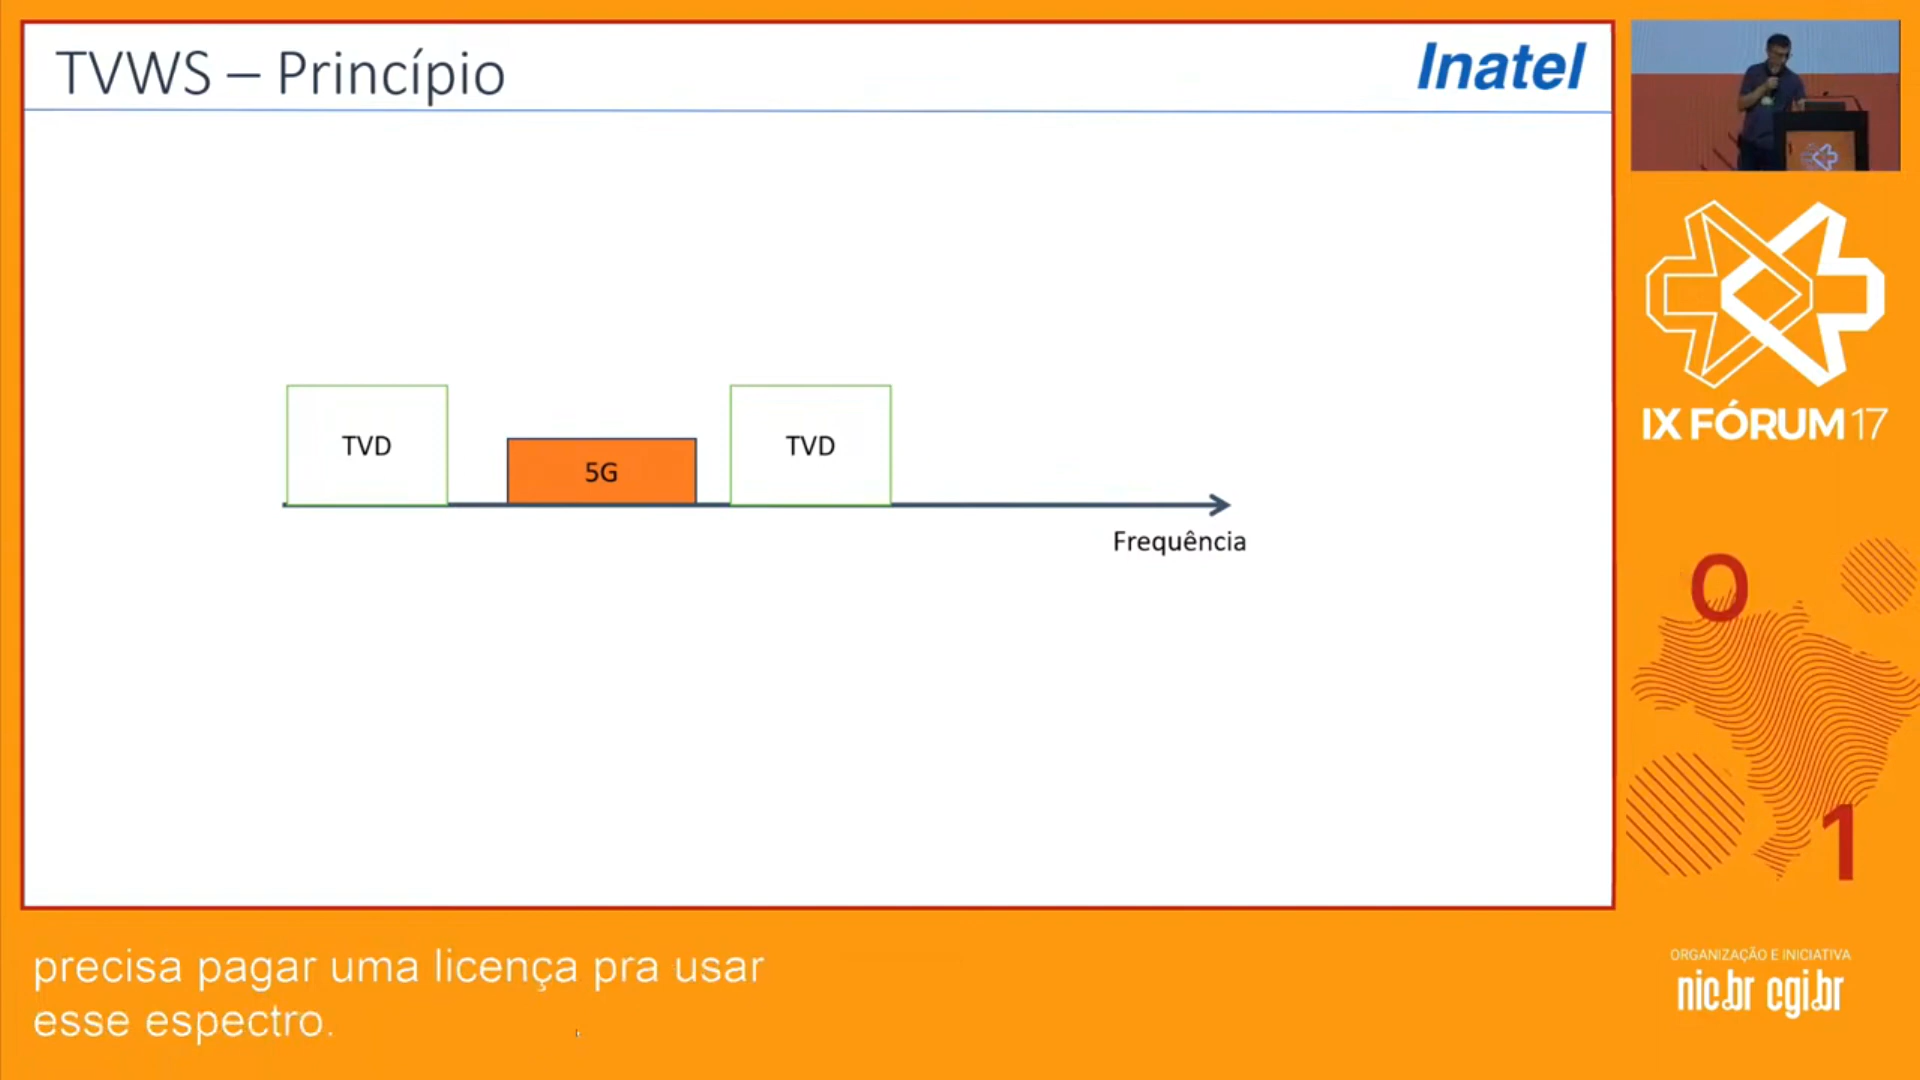 TVWS – Princípio
Inatel
TVD
5G
TVD
Frequência
IX FÓRUM 17
0
1
precisa pagar uma licença pra usar
esse espectro.
ORGANIZAÇÃO E INICIATIVA
nic.br cgi.br